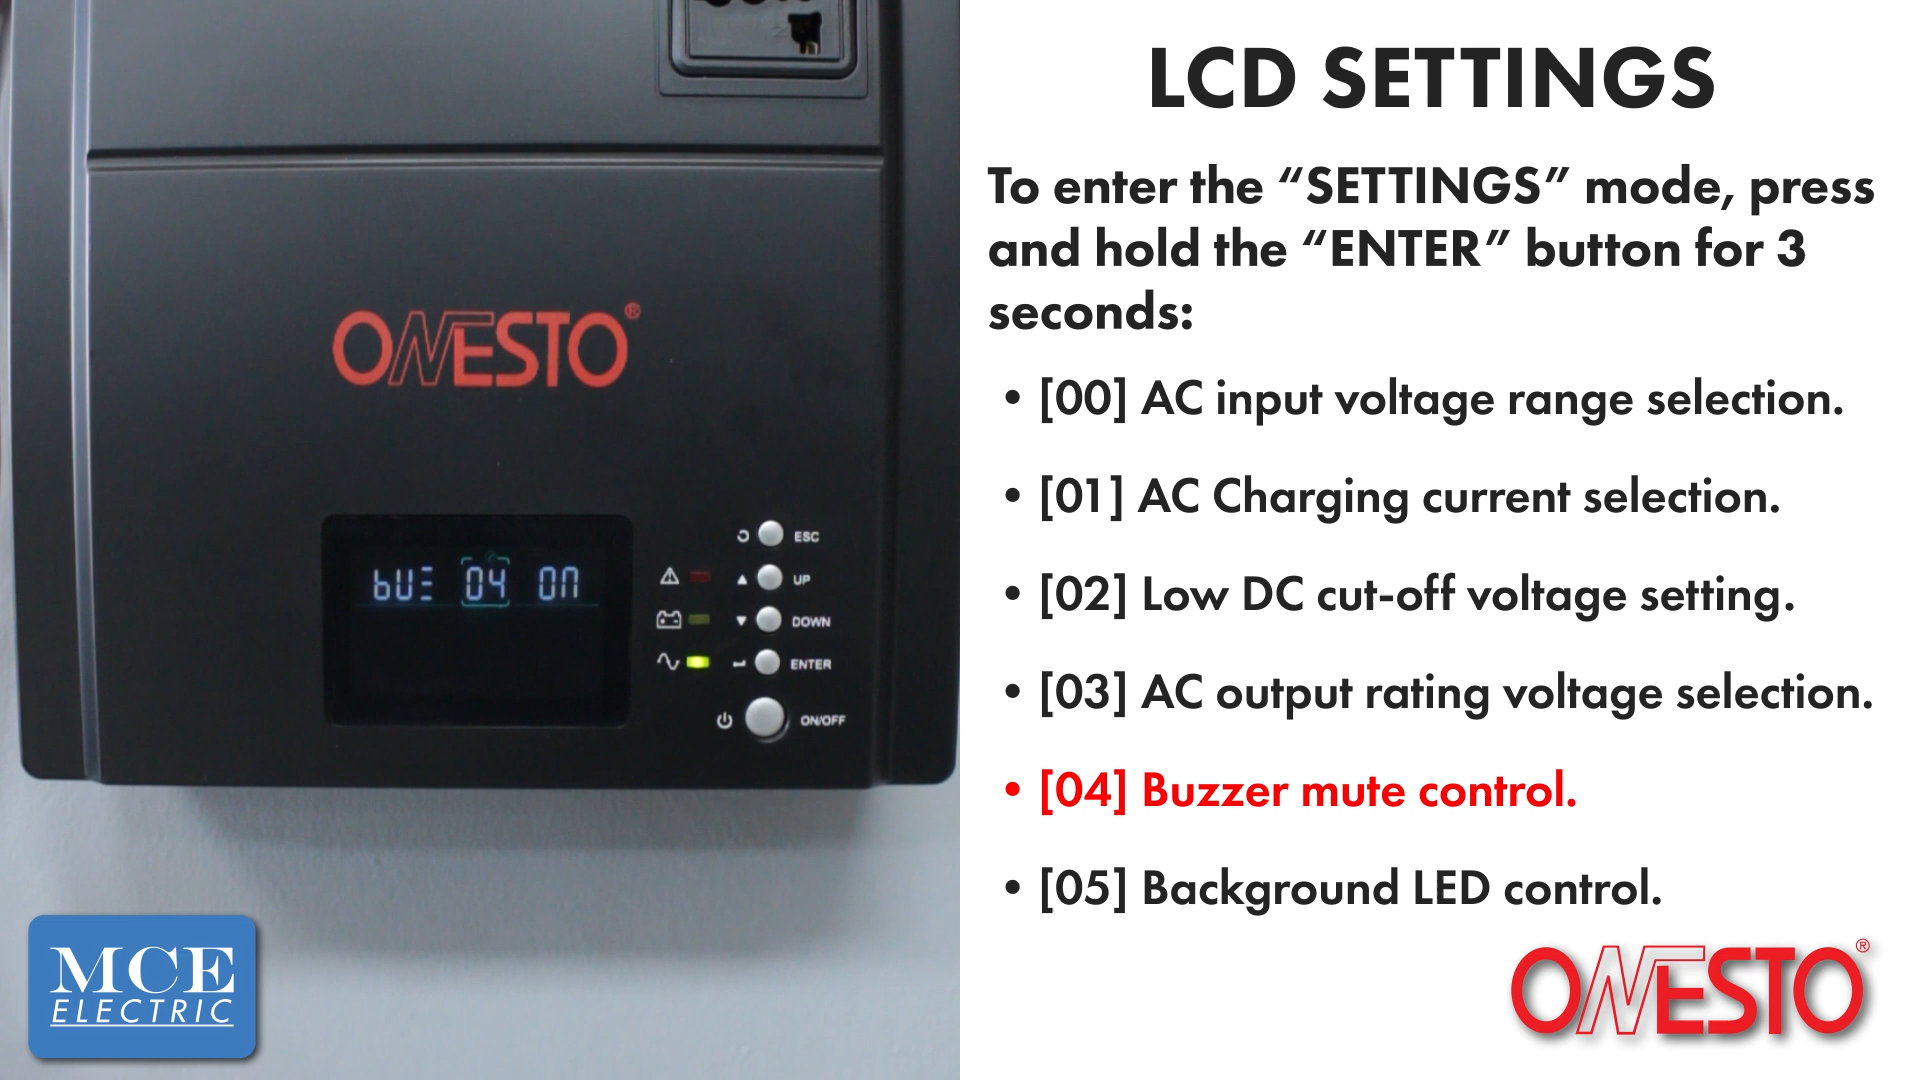 ONESTO®
bUZ 04 ON
ESC
UP
DOWN
ENTER
ON/OFF
MCE
ELECTRIC
LCD SETTINGS
To enter the “SETTINGS” mode, press
and hold the “ENTER” button for 3
seconds:
• [00] AC input voltage range selection.
• [01] AC Charging current selection.
• [02] Low DC cut-off voltage setting.
• [03] AC output rating voltage selection.
• [04] Buzzer mute control.
• [05] Background LED control.
ONESTO®